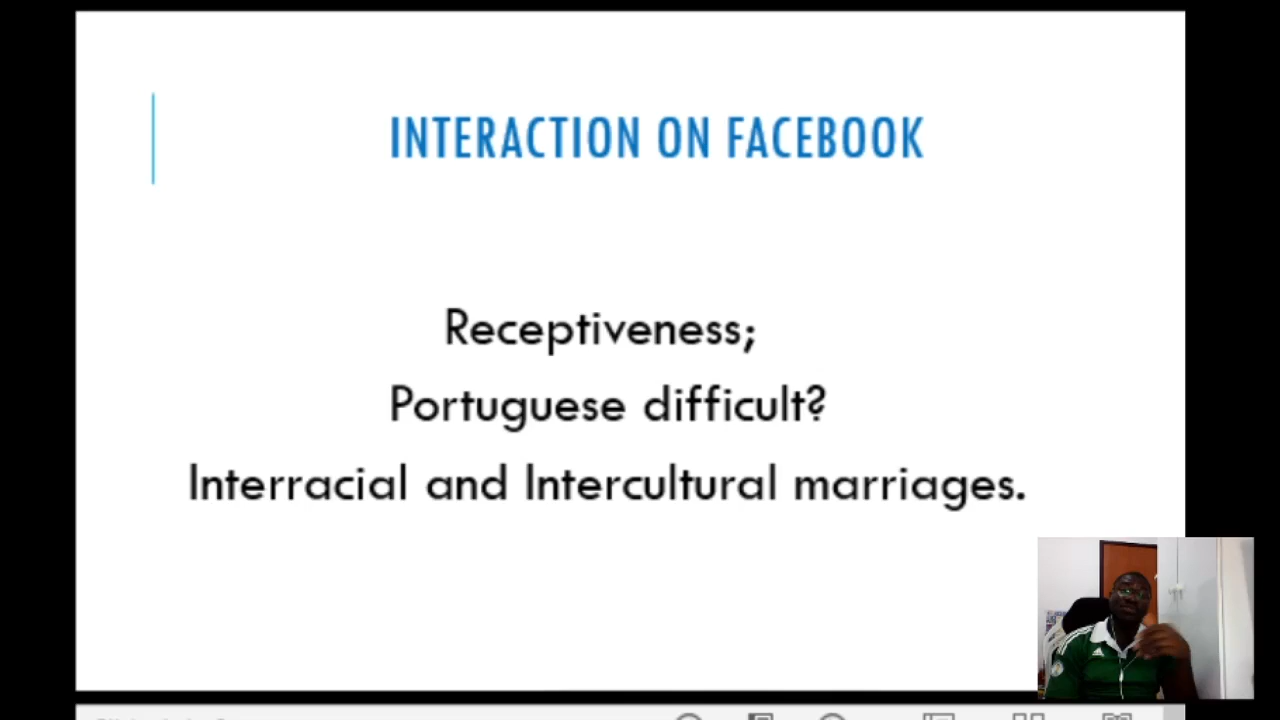 INTERACTION ON FACEBOOK
Receptiveness;
Portuguese difficult?
Interracial and Intercultural marriages.